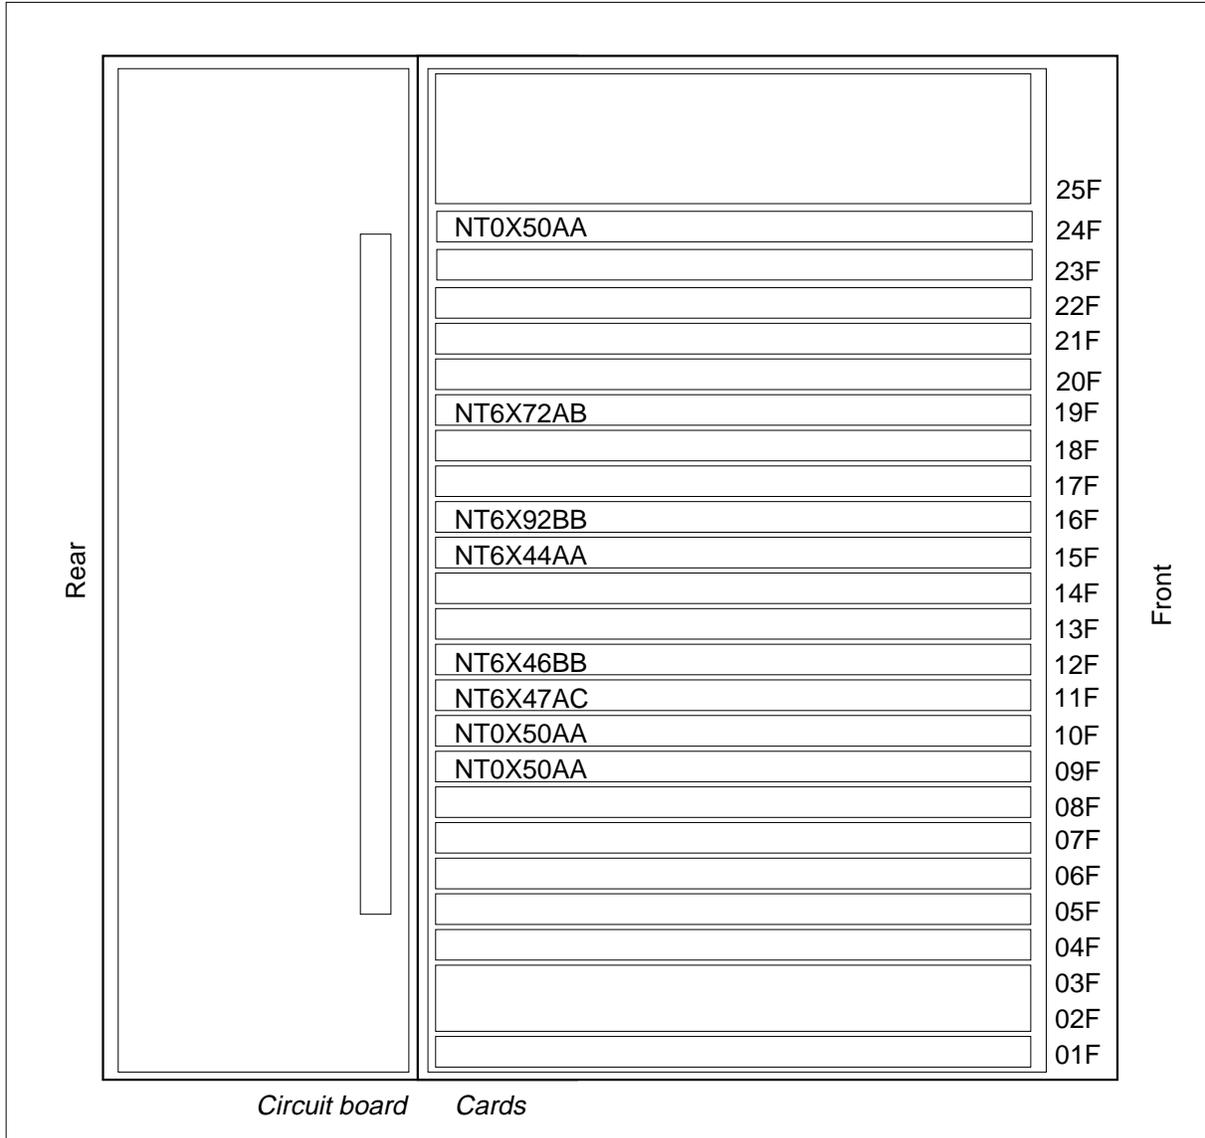 25F
NT0X50AA 24F
23F
22F
21F
20F
NT6X72AB 19F
18F
17F
NT6X92BB 16F
NT6X44AA 15F
Rear
14F
Front
13F
NT6X46BB 12F
NT6X47AC 11F
NT0X50AA 10F
NT0X50AA 09F
08F
07F
06F
05F
04F
03F
02F
01F
Circuit board Cards